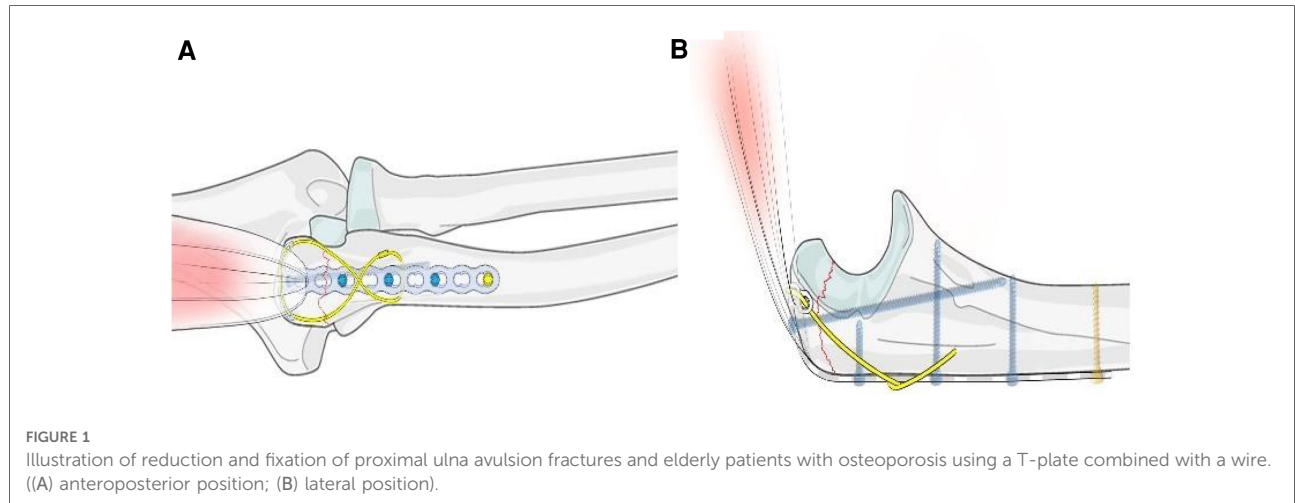 A
B
FIGURE 1
Illustration of reduction and fixation of proximal ulna avulsion fractures and elderly patients with osteoporosis using a T-plate combined with a wire.
((A) anteroposterior position; (B) lateral position).